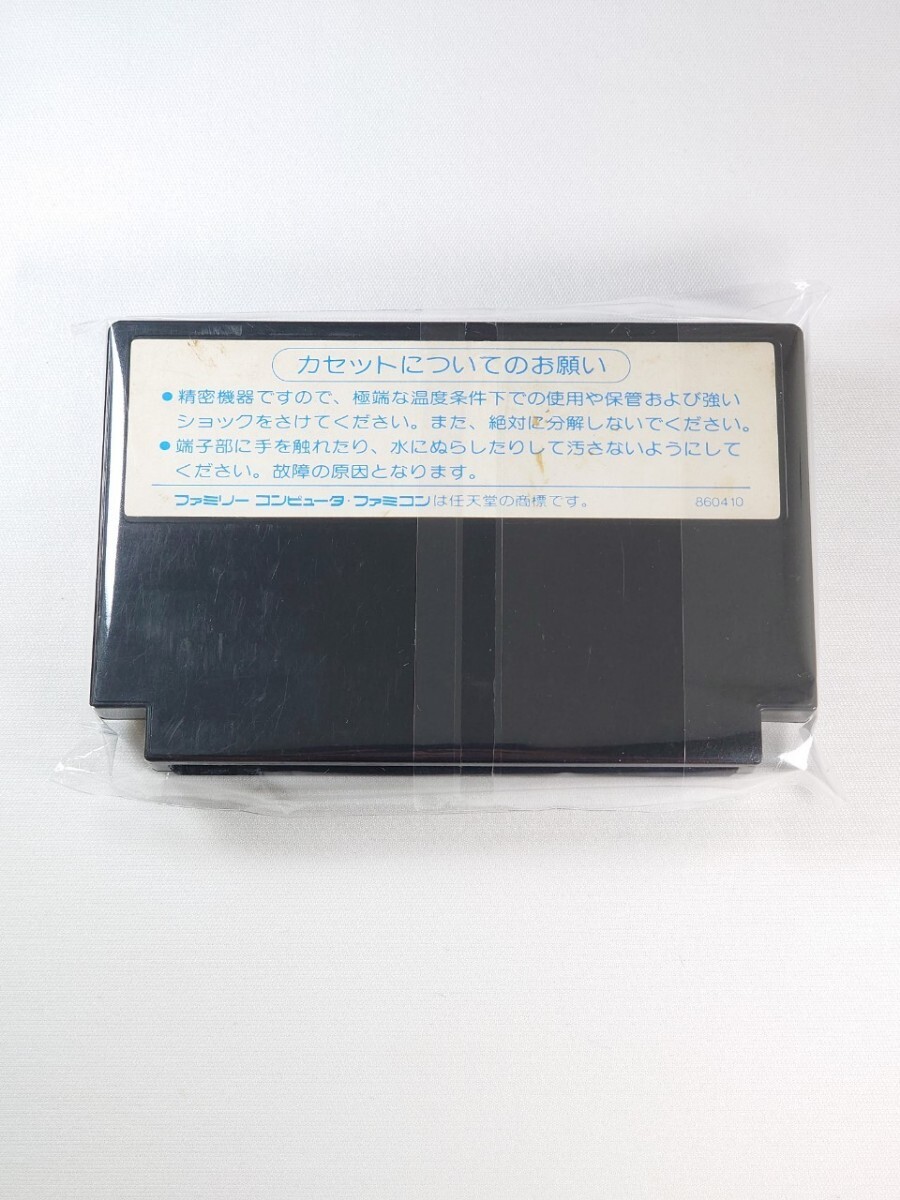 カセットについてのお願い
●精密機器ですので、極端な温度条件下での使用や保管および強い
ショックをさけてください。また、絶対に分解しないでください。
●端子部に手を触れたり、水にぬらしたりして汚さないようにして
ください。故障の原因となります。
ファミリー コンピュータ・ファミコンは任天堂の商標です。 860410